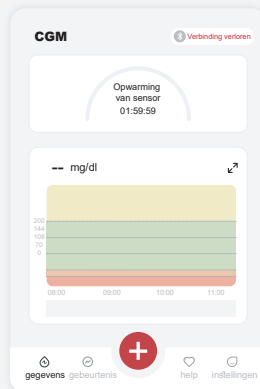 CGM
Verbinding verloren
Opwarming
van sensor
01:59:59
-- mg/dl
200
144
108
70
0
08:00 09:00 10:00 11:00
gegevens gebeurtenis help instellingen